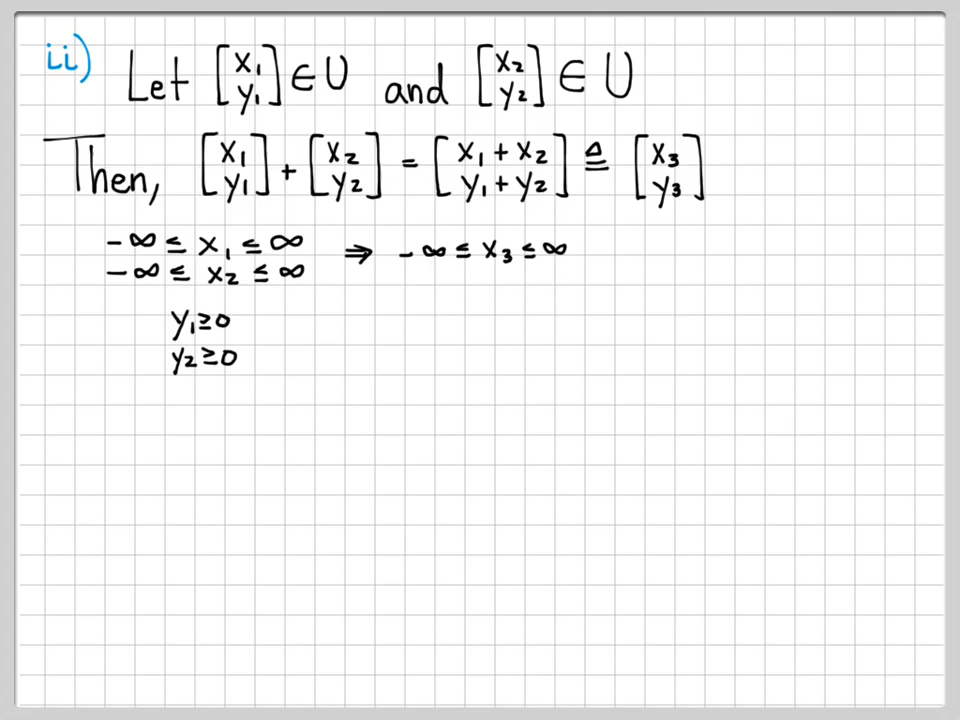 ii) Let [x₁ y₁] ∈ U and [x₂ y₂] ∈ U
Then, [x₁ y₁] + [x₂ y₂] = [x₁ + x₂ y₁ + y₂] ≜ [x₃ y₃]
-∞ ≤ x₁ ≤ ∞ ⇒ -∞ ≤ x₃ ≤ ∞
-∞ ≤ x₂ ≤ ∞
y₁ ≥ 0
y₂ ≥ 0